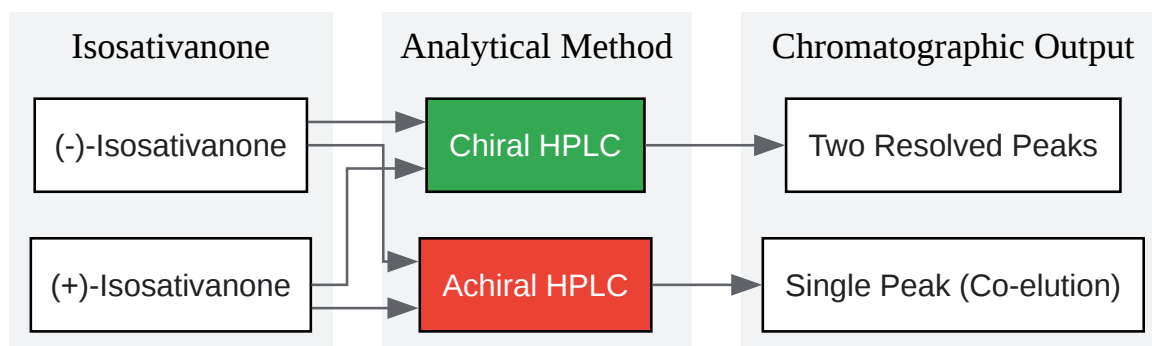 Isosativanone
Analytical Method
Chromatographic Output
(-)-Isosativanone
Chiral HPLC
Two Resolved Peaks
(+)-Isosativanone
Achiral HPLC
Single Peak (Co-elution)